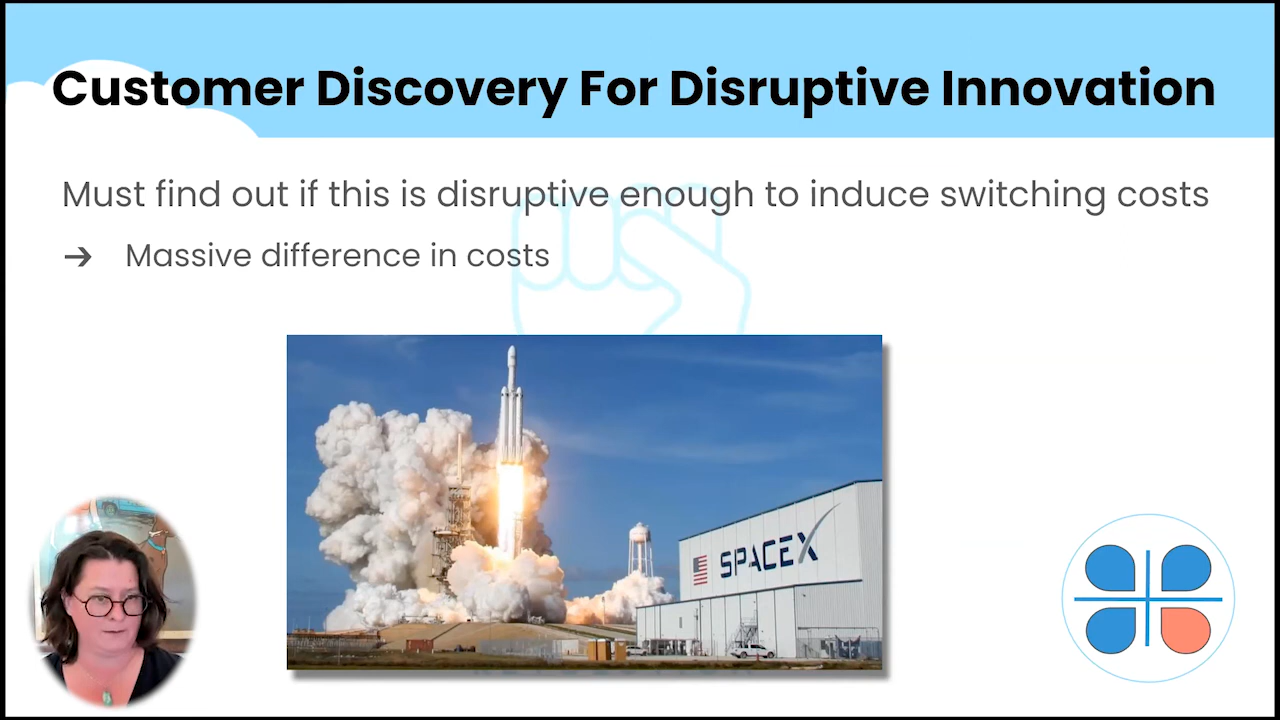 Customer Discovery For Disruptive Innovation
Must find out if this is disruptive enough to induce switching costs
➔ Massive difference in costs
SPACEX